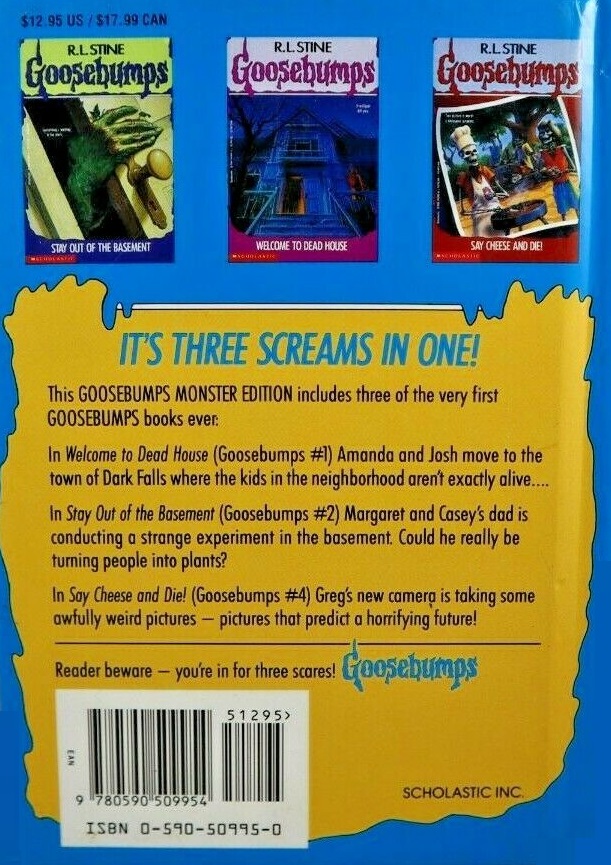 $12.95 US / $17.99 CAN
R.L. STINE
Goosebumps
STAY OUT OF THE BASEMENT
SCHOLASTIC
R.L. STINE
Goosebumps
WELCOME TO DEAD HOUSE
SCHOLASTIC
R.L. STINE
Goosebumps
SAY CHEESE AND DIE!
SCHOLASTIC
IT'S THREE SCREAMS IN ONE!
This GOOSEBUMPS MONSTER EDITION includes three of the very first
GOOSEBUMPS books ever:
In Welcome to Dead House (Goosebumps #1) Amanda and Josh move to the
town of Dark Falls where the kids in the neighborhood aren't exactly alive....
In Stay Out of the Basement (Goosebumps #2) Margaret and Casey's dad is
conducting a strange experiment in the basement. Could he really be
turning people into plants?
In Say Cheese and Die! (Goosebumps #4) Greg's new camera is taking some
awfully weird pictures — pictures that predict a horrifying future!
Reader beware — you're in for three scares! Goosebumps
51295>
EAN
9 780590 509954
ISBN 0-590-50995-0
SCHOLASTIC INC.